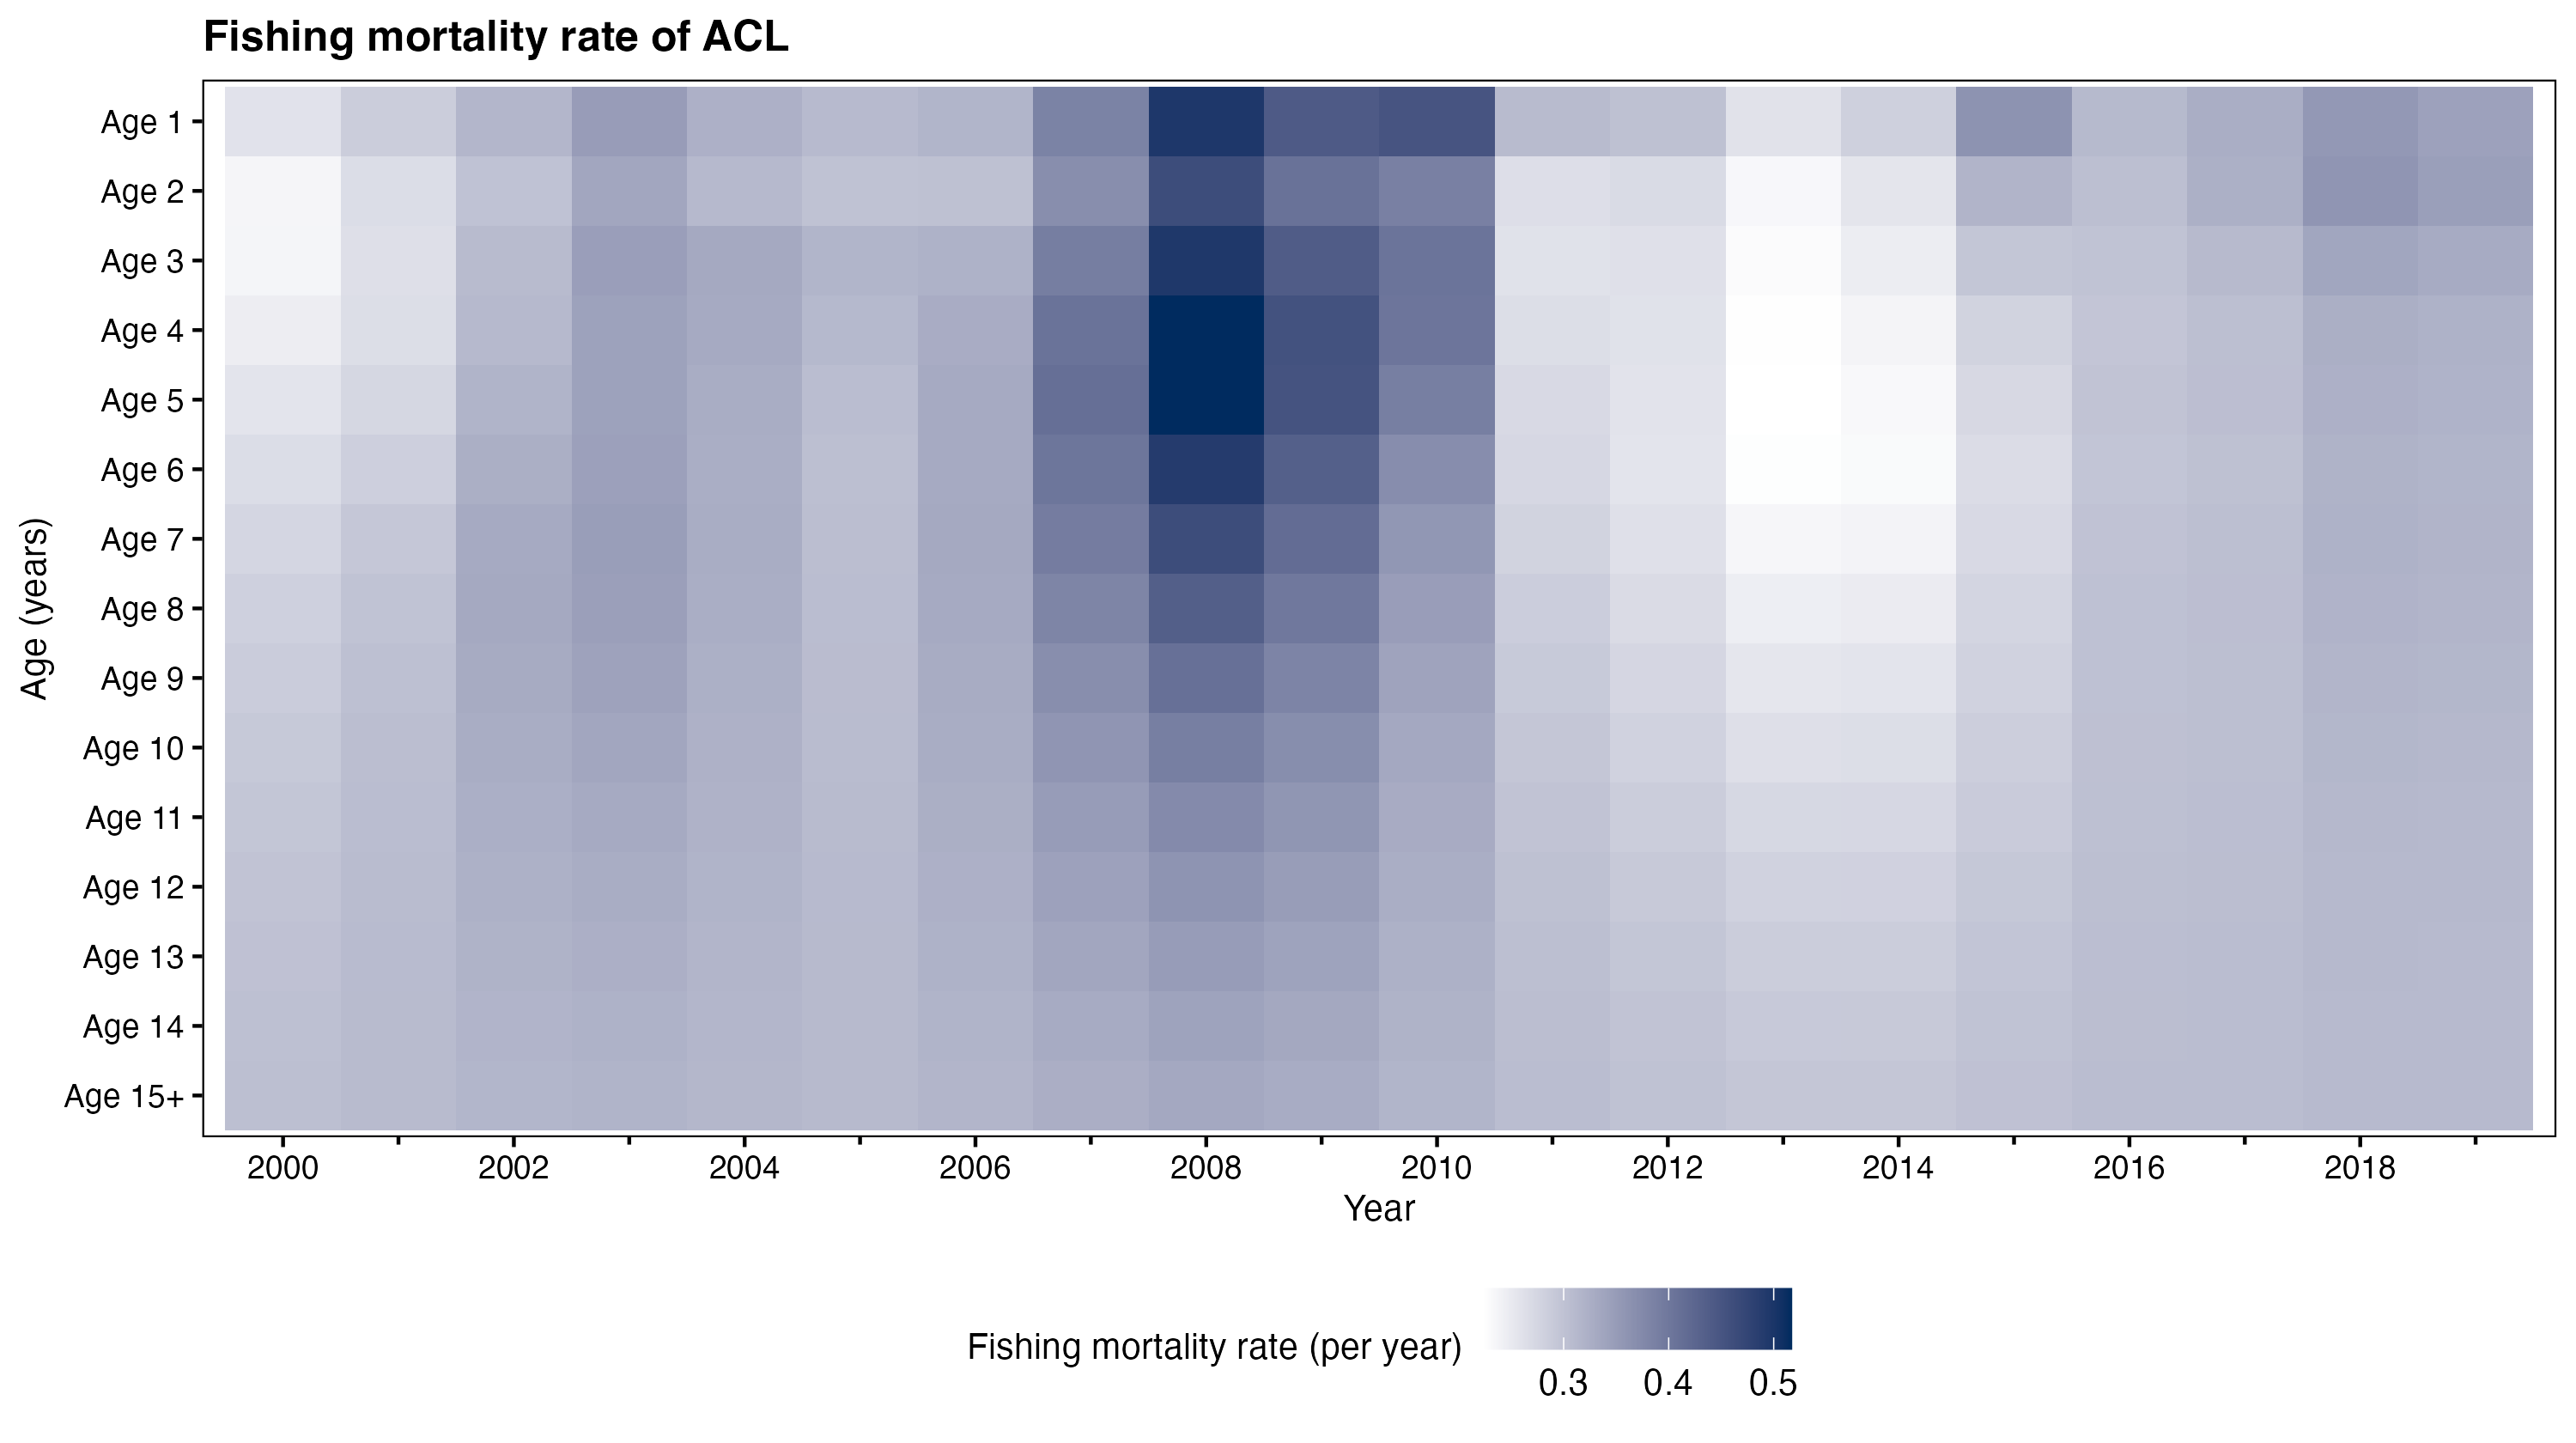 Fishing mortality rate of ACL
Age (years)
Age 1
Age 2
Age 3
Age 4
Age 5
Age 6
Age 7
Age 8
Age 9
Age 10
Age 11
Age 12
Age 13
Age 14
Age 15+
2000 2002 2004 2006 2008 2010 2012 2014 2016 2018
Year
Fishing mortality rate (per year)
0.3 0.4 0.5